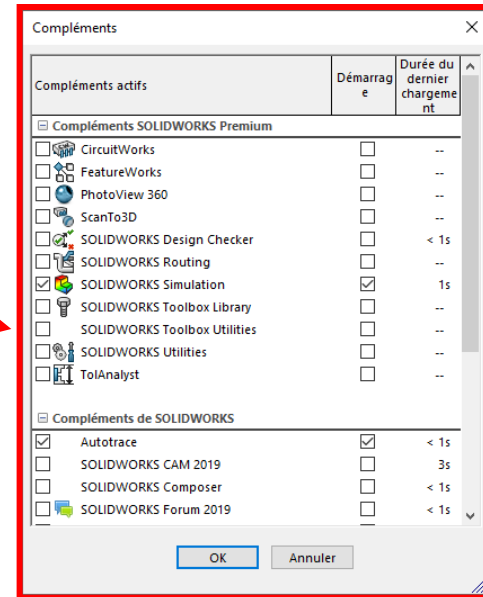 Compléments
Compléments actifs
Démarrag
e
Durée du
dernier
chargeme
nt
Compléments SOLIDWORKS Premium
CircuitWorks --
FeatureWorks --
PhotoView 360 --
ScanTo3D --
SOLIDWORKS Design Checker < 1s
SOLIDWORKS Routing --
SOLIDWORKS Simulation 1s
SOLIDWORKS Toolbox Library --
SOLIDWORKS Toolbox Utilities --
SOLIDWORKS Utilities --
TolAnalyst --
Compléments de SOLIDWORKS
Autotrace < 1s
SOLIDWORKS CAM 2019 3s
SOLIDWORKS Composer < 1s
SOLIDWORKS Forum 2019 < 1s
OK Annuler